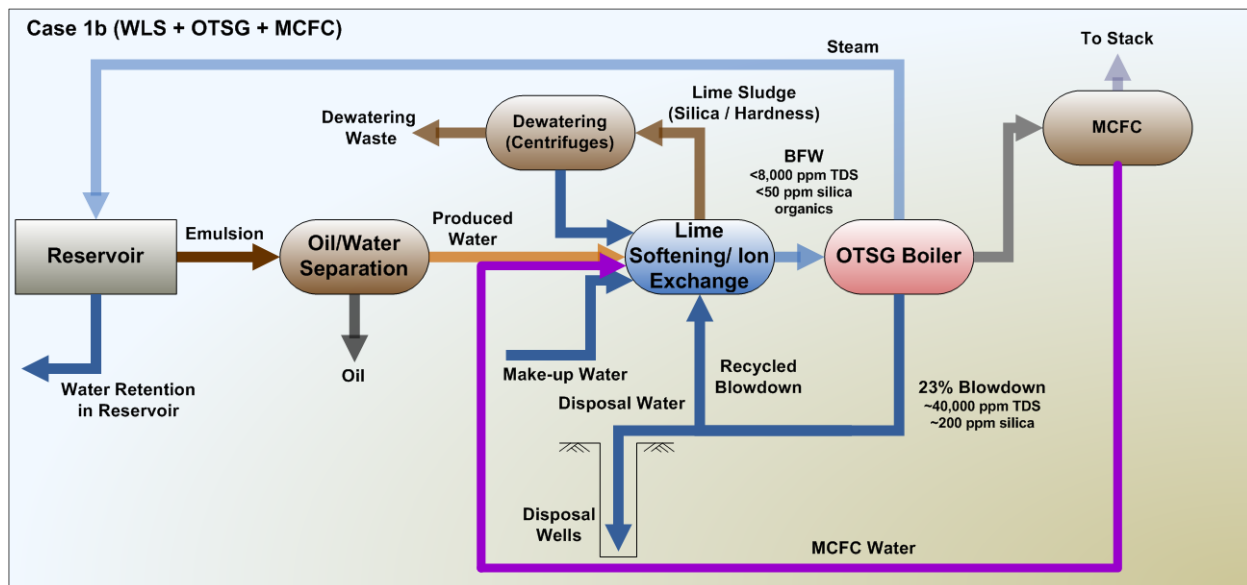 Case 1b (WLS + OTSG + MCFC)
Steam
To Stack
Lime Sludge
(Silica / Hardness)
Dewatering
Waste
Dewatering
(Centrifuges)
MCFC
BFW
<8,000 ppm TDS
<50 ppm silica
organics
Reservoir
Emulsion
Oil/Water
Separation
Produced
Water
Lime
Softening/ Ion
Exchange
OTSG Boiler
Water Retention
in Reservoir
Oil
Make-up Water
Recycled
Blowdown
Disposal Water
23% Blowdown
~40,000 ppm TDS
~200 ppm silica
Disposal
Wells
MCFC Water